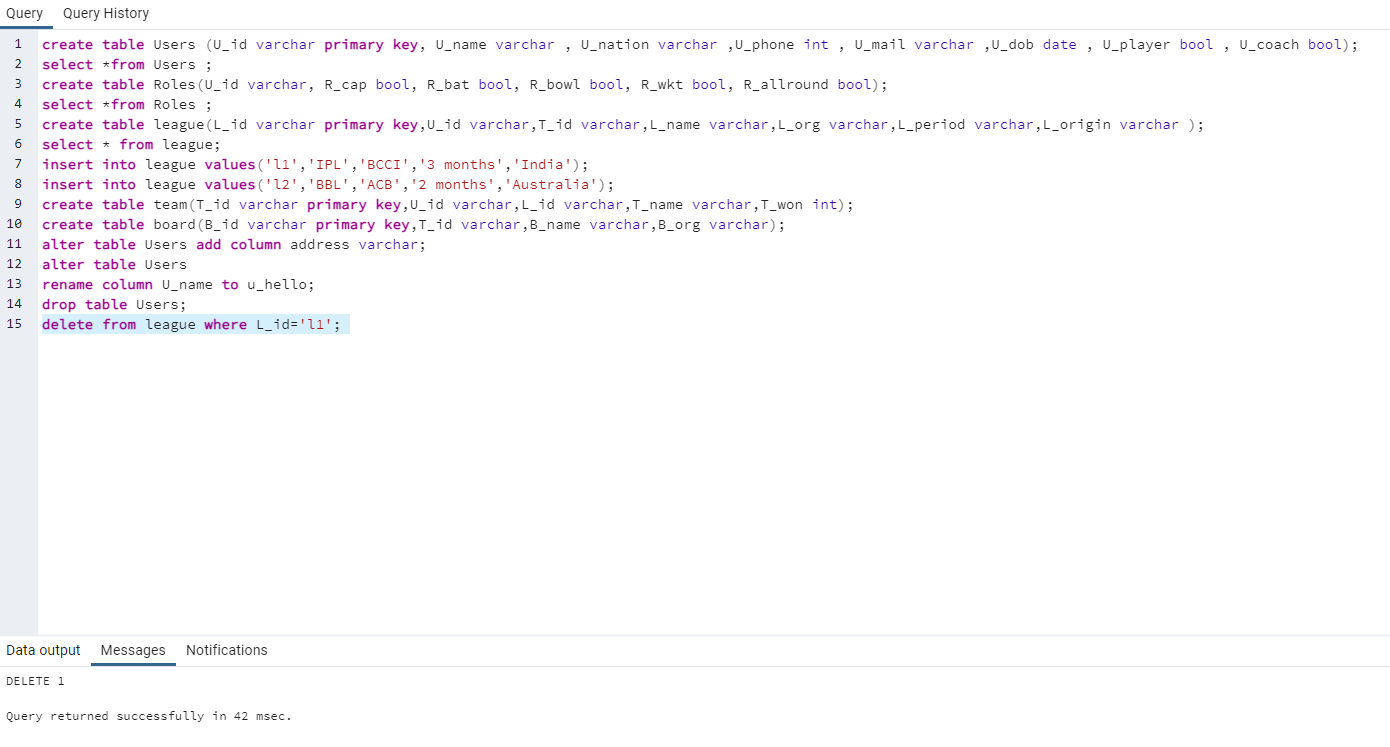 Query Query History
1 create table Users (U_id varchar primary key, U_name varchar , U_nation varchar ,U_phone int , U_mail varchar ,U_dob date , U_player bool , U_coach bool);
2 select *from Users ;
3 create table Roles(U_id varchar, R_cap bool, R_bat bool, R_bowl bool, R_wkt bool, R_allround bool);
4 select *from Roles ;
5 create table league(L_id varchar primary key,U_id varchar,T_id varchar,L_name varchar,L_org varchar,L_period varchar,L_origin varchar );
6 select * from league;
7 insert into league values('l1','IPL','BCCI','3 months','India');
8 insert into league values('l2','BBL','ACB','2 months','Australia');
9 create table team(T_id varchar primary key,U_id varchar,L_id varchar,T_name varchar,T_won int);
10 create table board(B_id varchar primary key,T_id varchar,B_name varchar,B_org varchar);
11 alter table Users add column address varchar;
12 alter table Users
13 rename column U_name to u_hello;
14 drop table Users;
15 delete from league where L_id='l1';
Data output Messages Notifications
DELETE 1
Query returned successfully in 42 msec.